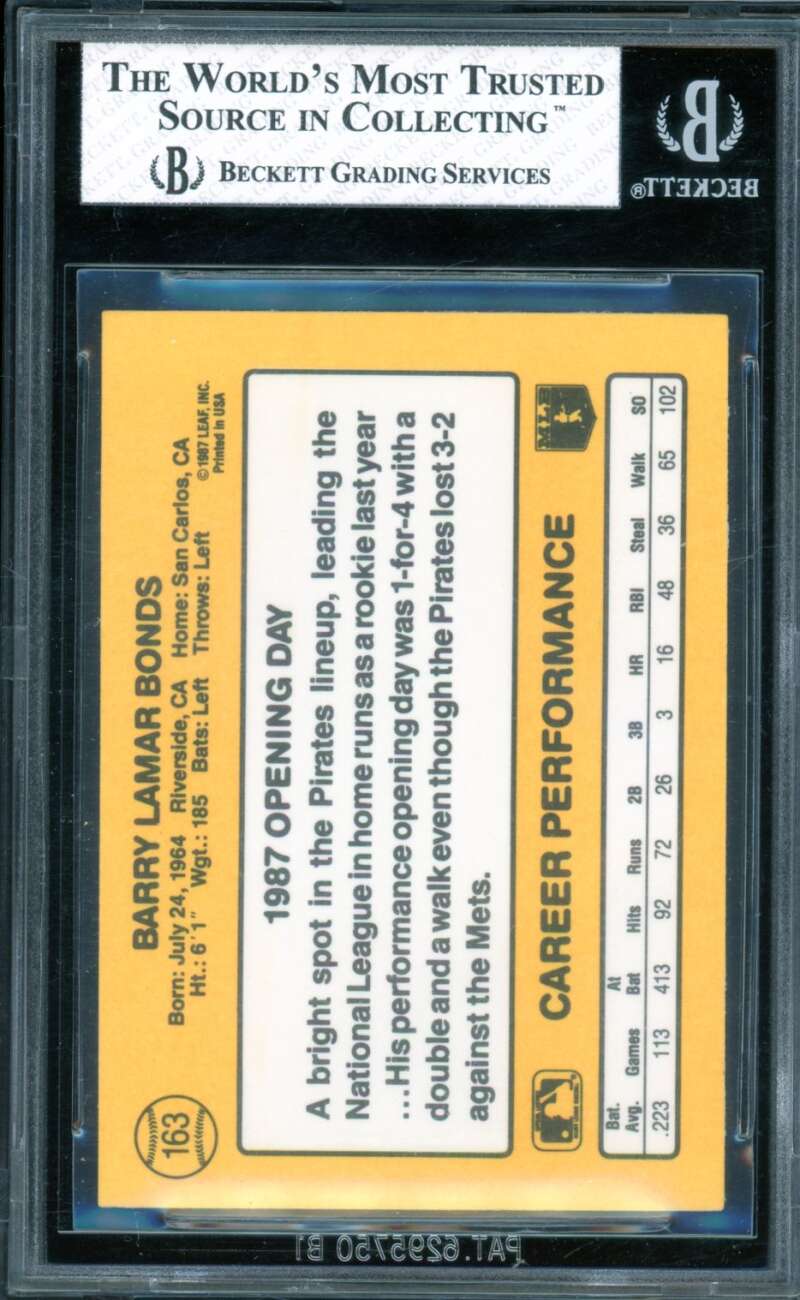 THE WORLD'S MOST TRUSTED
SOURCE IN COLLECTING™
B BECKETT GRADING SERVICES
B
BECKETT®
163
BARRY LAMAR BONDS
Born: July 24, 1964 Riverside, CA Home: San Carlos, CA
Ht.: 6'1" Wgt.: 185 Bats: Left Throws: Left
©1987 LEAF, INC.
Printed in USA
1987 OPENING DAY
A bright spot in the Pirates lineup, leading the
National League in home runs as a rookie last year
...His performance opening day was 1-for-4 with a
double and a walk even though the Pirates lost 3-2
against the Mets.
CAREER PERFORMANCE
MLB
Bat. Avg. Games At Bat Hits Runs 2B 3B HR RBI Steal Walk SO
.223 113 413 92 72 26 3 16 48 36 65 102
PAT. 6295750 B1